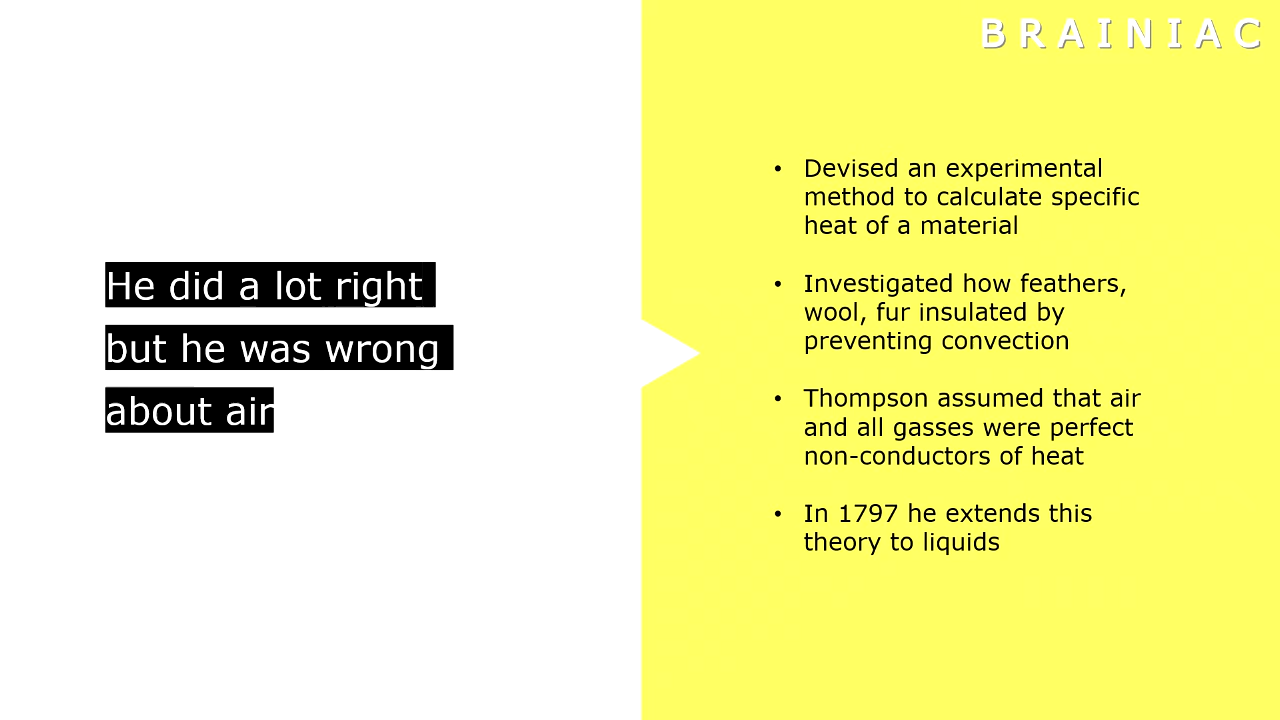 BRAINIAC
He did a lot right
but he was wrong
about air
• Devised an experimental
method to calculate specific
heat of a material
• Investigated how feathers,
wool, fur insulated by
preventing convection
• Thompson assumed that air
and all gasses were perfect
non-conductors of heat
• In 1797 he extends this
theory to liquids